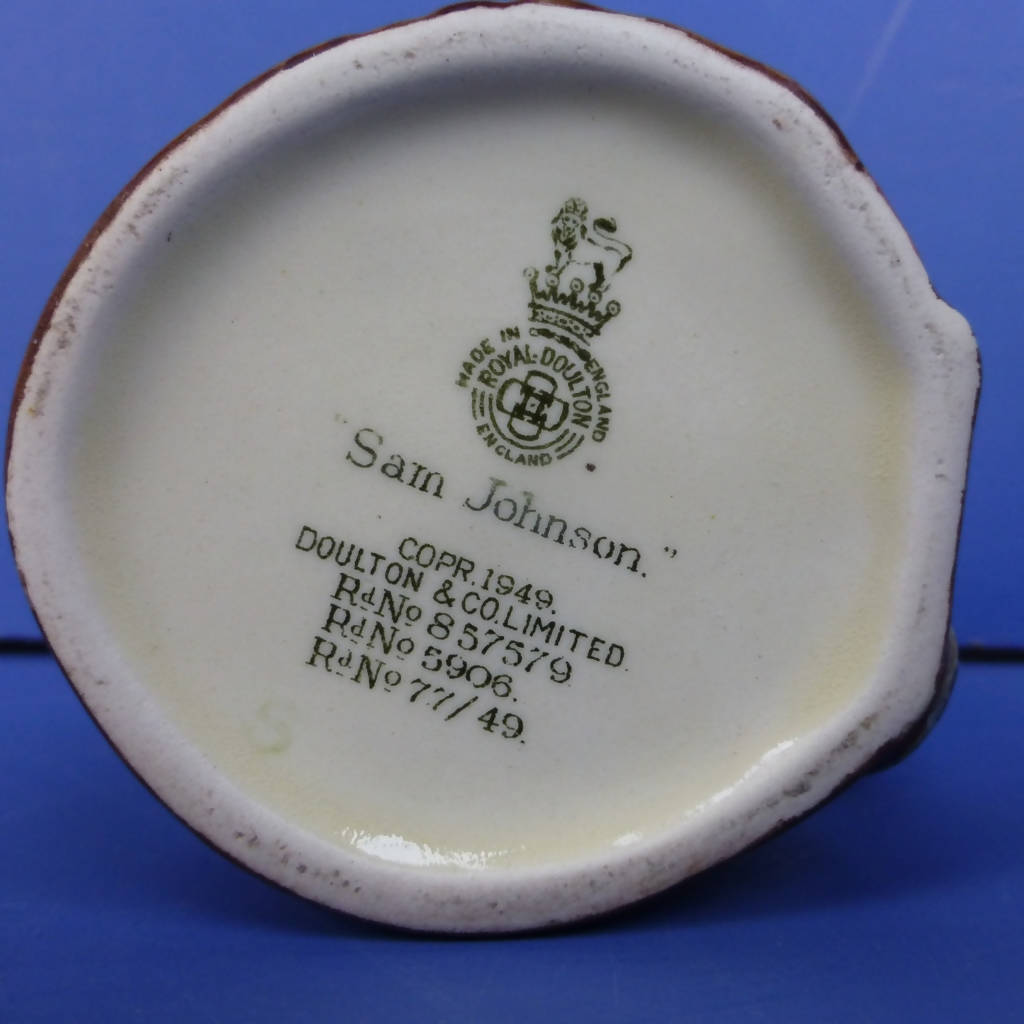 MADE IN ENGLAND
ROYAL·DOULTON
ENGLAND
"Sam Johnson."
COPR. 1949.
DOULTON & CO. LIMITED.
Rd No 857579
Rd No 5906.
Rd No 77/49.
S